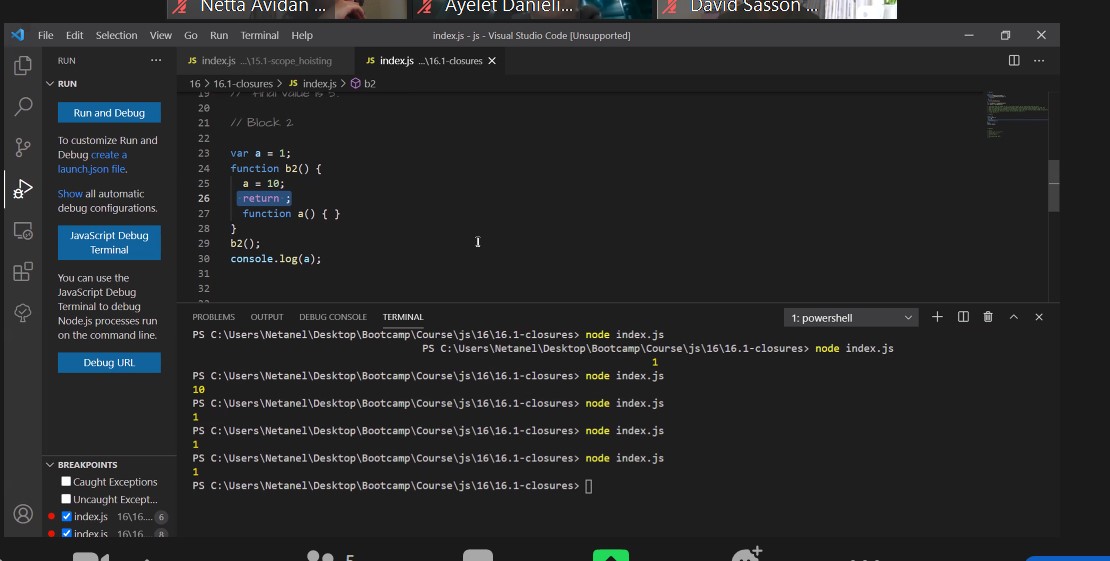 Netta Avidan ...
Ayelet Danieli...
David Sasson ...
File Edit Selection View Go Run Terminal Help
index.js - js - Visual Studio Code [Unsupported]
RUN ...
JS index.js ...\15.1-scope_hoisting
JS index.js ...\16.1-closures
16 > 16.1-closures > JS index.js > b2
RUN
Run and Debug
To customize Run and
Debug create a
launch.json file.
Show all automatic
debug configurations.
JavaScript Debug
Terminal
You can use the
JavaScript Debug
Terminal to debug
Node.js processes run
on the command line.
Debug URL
BREAKPOINTS
Caught Exceptions
Uncaught Except...
index.js 16\16.... 6
index.js 16\16.... 8
19 // Final value is 3.
20
21 // Block 2
22
23 var a = 1;
24 function b2() {
25 a = 10;
26 return ;
27 function a() { }
28 }
29 b2();
30 console.log(a);
31
32
33
PROBLEMS OUTPUT DEBUG CONSOLE TERMINAL
1: powershell
PS C:\Users\Netanel\Desktop\Bootcamp\Course\js\16\16.1-closures> node index.js
PS C:\Users\Netanel\Desktop\Bootcamp\Course\js\16\16.1-closures> node index.js
1
PS C:\Users\Netanel\Desktop\Bootcamp\Course\js\16\16.1-closures> node index.js
10
PS C:\Users\Netanel\Desktop\Bootcamp\Course\js\16\16.1-closures> node index.js
1
PS C:\Users\Netanel\Desktop\Bootcamp\Course\js\16\16.1-closures> node index.js
1
PS C:\Users\Netanel\Desktop\Bootcamp\Course\js\16\16.1-closures> node index.js
1
PS C:\Users\Netanel\Desktop\Bootcamp\Course\js\16\16.1-closures>
5